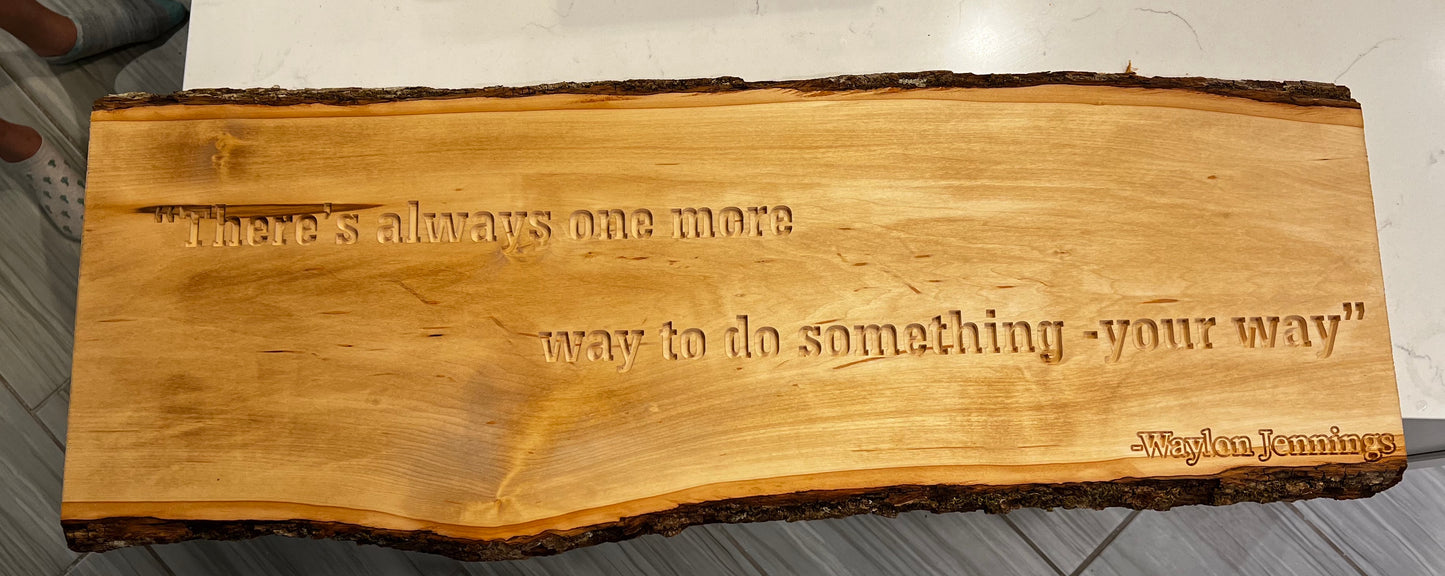 “There’s always one more
way to do something -your way”
-Waylon Jennings